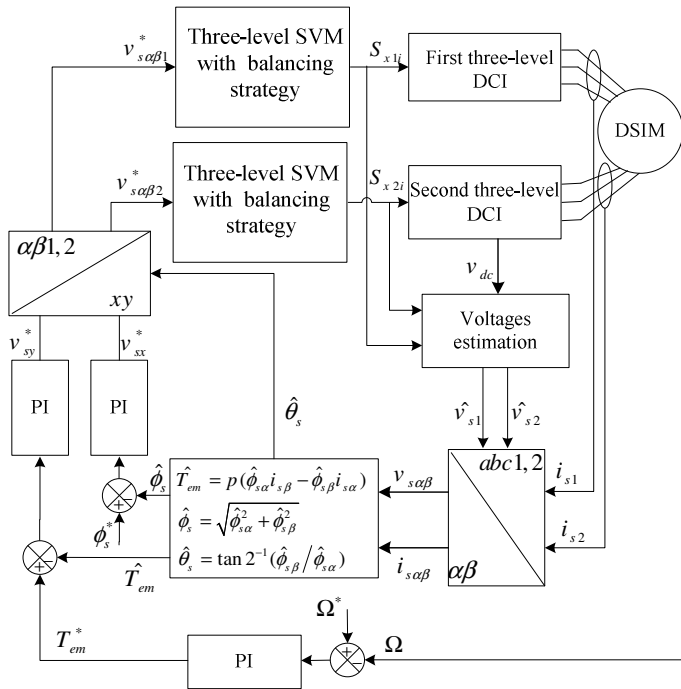 v*sαβ1
Three-level SVM
with balancing
strategy
Sx1i
First three-level
DCI
DSIM
v*sαβ2
Three-level SVM
with balancing
strategy
Sx2i
Second three-level
DCI
αβ1,2
xy
vdc
Voltages
estimation
v*sy
v*sx
PI
PI
θ̂s
v̂s1
v̂s2
abc1,2
αβ
is1
is2
vsαβ
isαβ
φ̂s
T̂em = p(φ̂sα isβ − φ̂sβ isα)
φ̂s = √(φ̂²sα + φ̂²sβ)
θ̂s = tan 2⁻¹(φ̂sβ / φ̂sα)
+
-
φ*s
+
-
T̂em
T*em
PI
Ω*
+
-
Ω